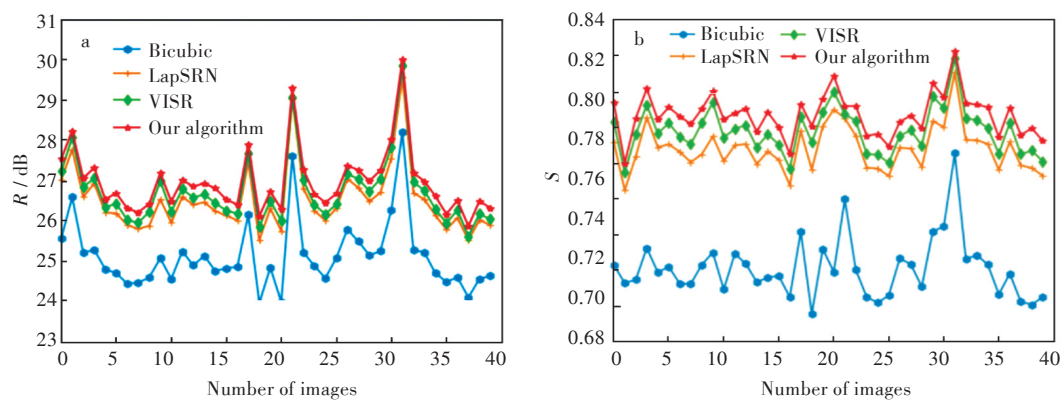 a
31
30
29
28
27
26
25
24
23
R / dB
Bicubic
LapSRN
VISR
Our algorithm
0 5 10 15 20 25 30 35 40
Number of images
b
0.84
0.82
0.80
0.78
0.76
0.74
0.72
0.70
0.68
S
Bicubic VISR
LapSRN Our algorithm
0 5 10 15 20 25 30 35 40
Number of images